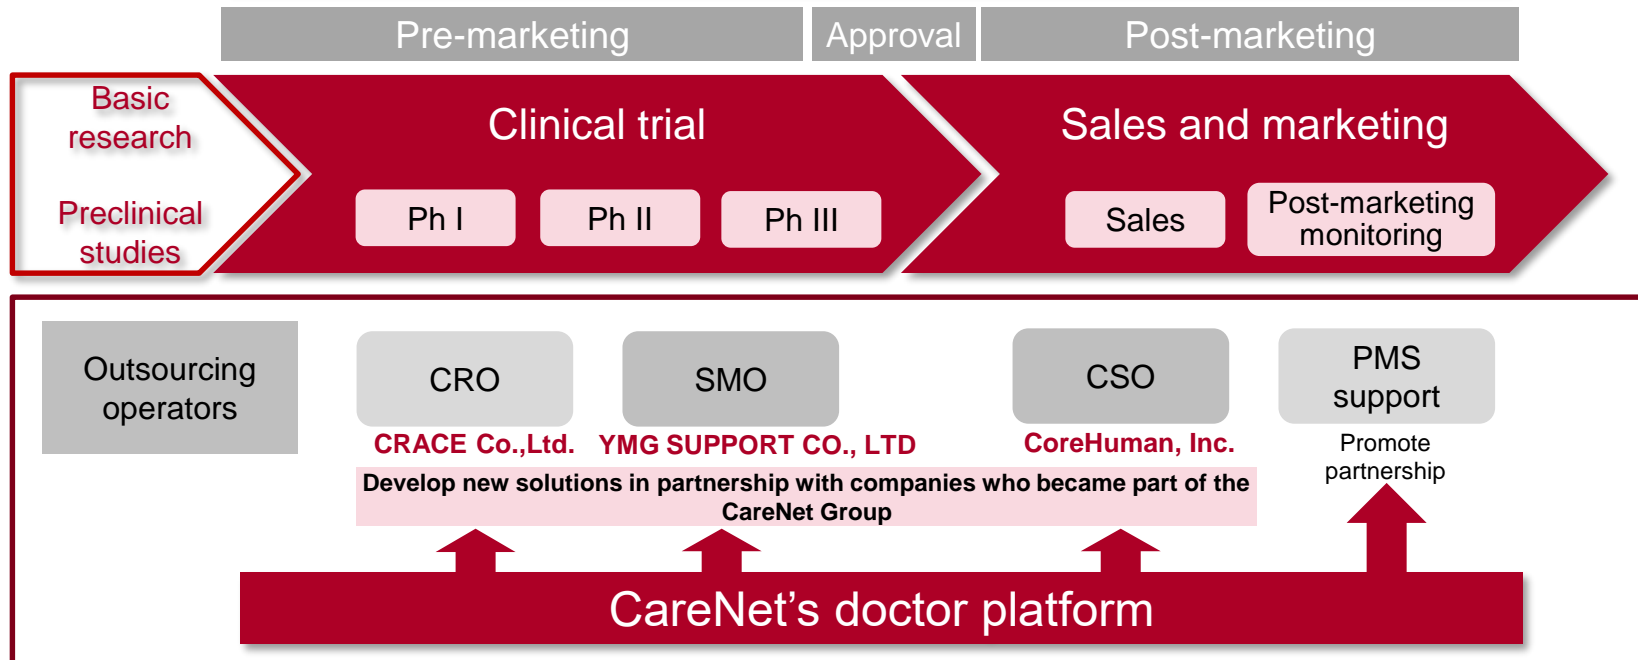 Pre-marketing
Approval
Post-marketing
Basic
research
Preclinical
studies
Clinical trial
Ph I
Ph II
Ph III
Sales and marketing
Sales
Post-marketing
monitoring
Outsourcing
operators
CRO
SMO
CSO
PMS
support
CRACE Co.,Ltd.
YMG SUPPORT CO., LTD
CoreHuman, Inc.
Promote
partnership
Develop new solutions in partnership with companies who became part of the
CareNet Group
CareNet’s doctor platform